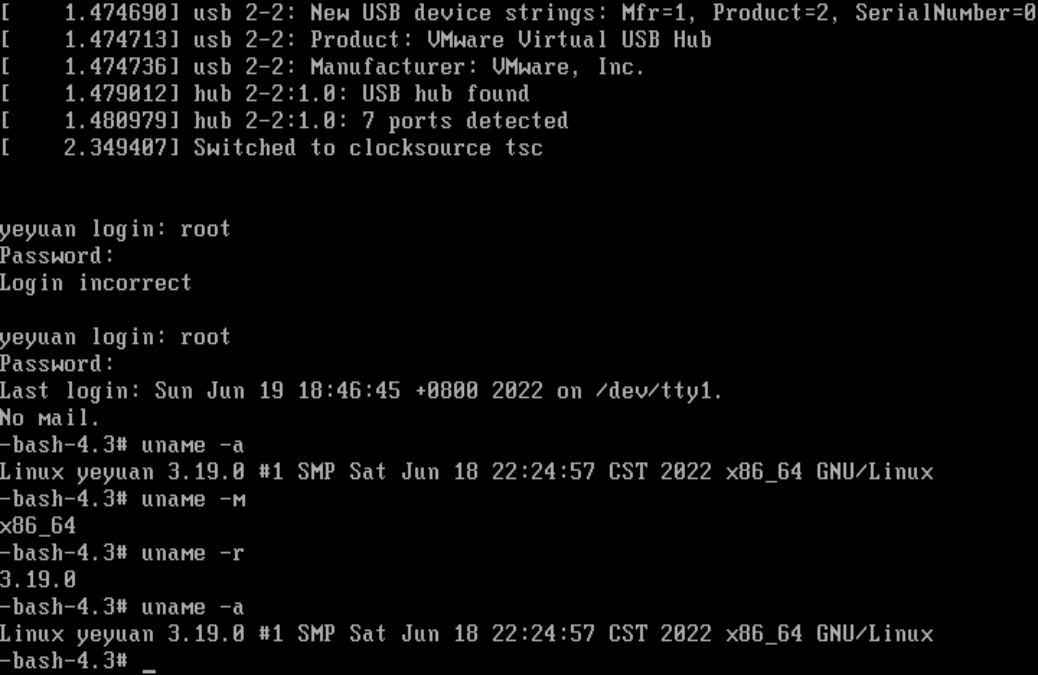 [    1.474690] usb 2-2: New USB device strings: Mfr=1, Product=2, SerialNumber=0
[    1.474713] usb 2-2: Product: VMware Virtual USB Hub
[    1.474736] usb 2-2: Manufacturer: VMware, Inc.
[    1.479012] hub 2-2:1.0: USB hub found
[    1.480979] hub 2-2:1.0: 7 ports detected
[    2.349407] Switched to clocksource tsc
yeyuan login: root
Password:
Login incorrect
yeyuan login: root
Password:
Last login: Sun Jun 19 18:46:45 +0800 2022 on /dev/tty1.
No mail.
-bash-4.3# uname -a
Linux yeyuan 3.19.0 #1 SMP Sat Jun 18 22:24:57 CST 2022 x86_64 GNU/Linux
-bash-4.3# uname -m
x86_64
-bash-4.3# uname -r
3.19.0
-bash-4.3# uname -a
Linux yeyuan 3.19.0 #1 SMP Sat Jun 18 22:24:57 CST 2022 x86_64 GNU/Linux
-bash-4.3# _